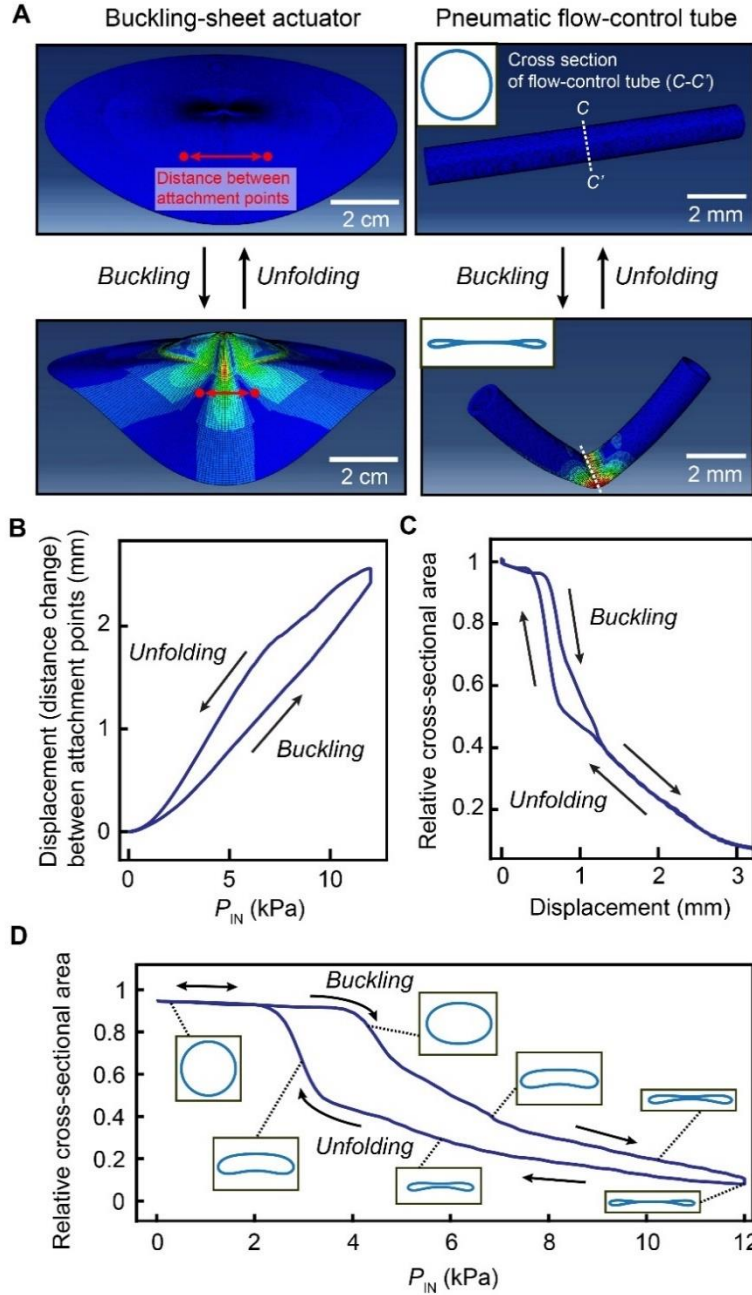 A
Buckling-sheet actuator
Pneumatic flow-control tube
Distance between
attachment points
2 cm
Cross section
of flow-control tube (C-C’)
C
C’
2 mm
Buckling
Unfolding
Buckling
Unfolding
2 cm
2 mm
B
Displacement (distance change)
between attachment points (mm)
2
1
0
Unfolding
Buckling
0
5
10
PIN (kPa)
C
Relative cross-sectional area
1
0.8
0.6
0.4
0.2
Buckling
Unfolding
0
1
2
3
Displacement (mm)
D
Relative cross-sectional area
1
0.8
0.6
0.4
0.2
0
Buckling
Unfolding
0
2
4
6
8
10
12
PIN (kPa)